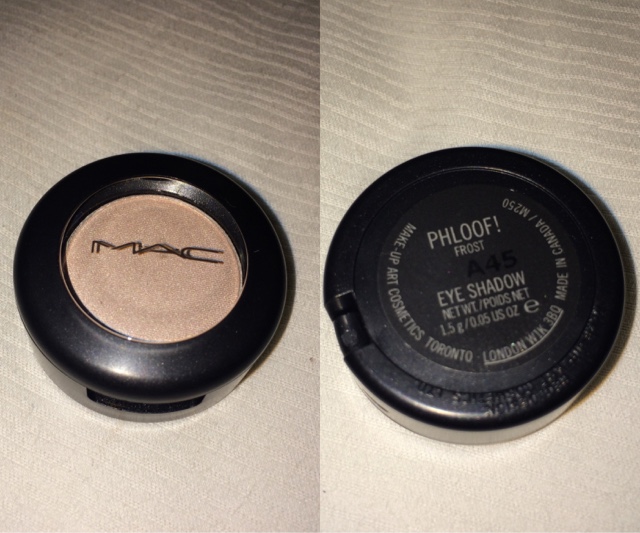 MAC
PHLOOF!
FROST
A45
EYE SHADOW
NET WT./POIDS NET
1.5 g / 0.05 US OZ e
MAKE-UP ART COSMETICS TORONTO LONDON W1K 3BQ MADE IN CANADA / M250